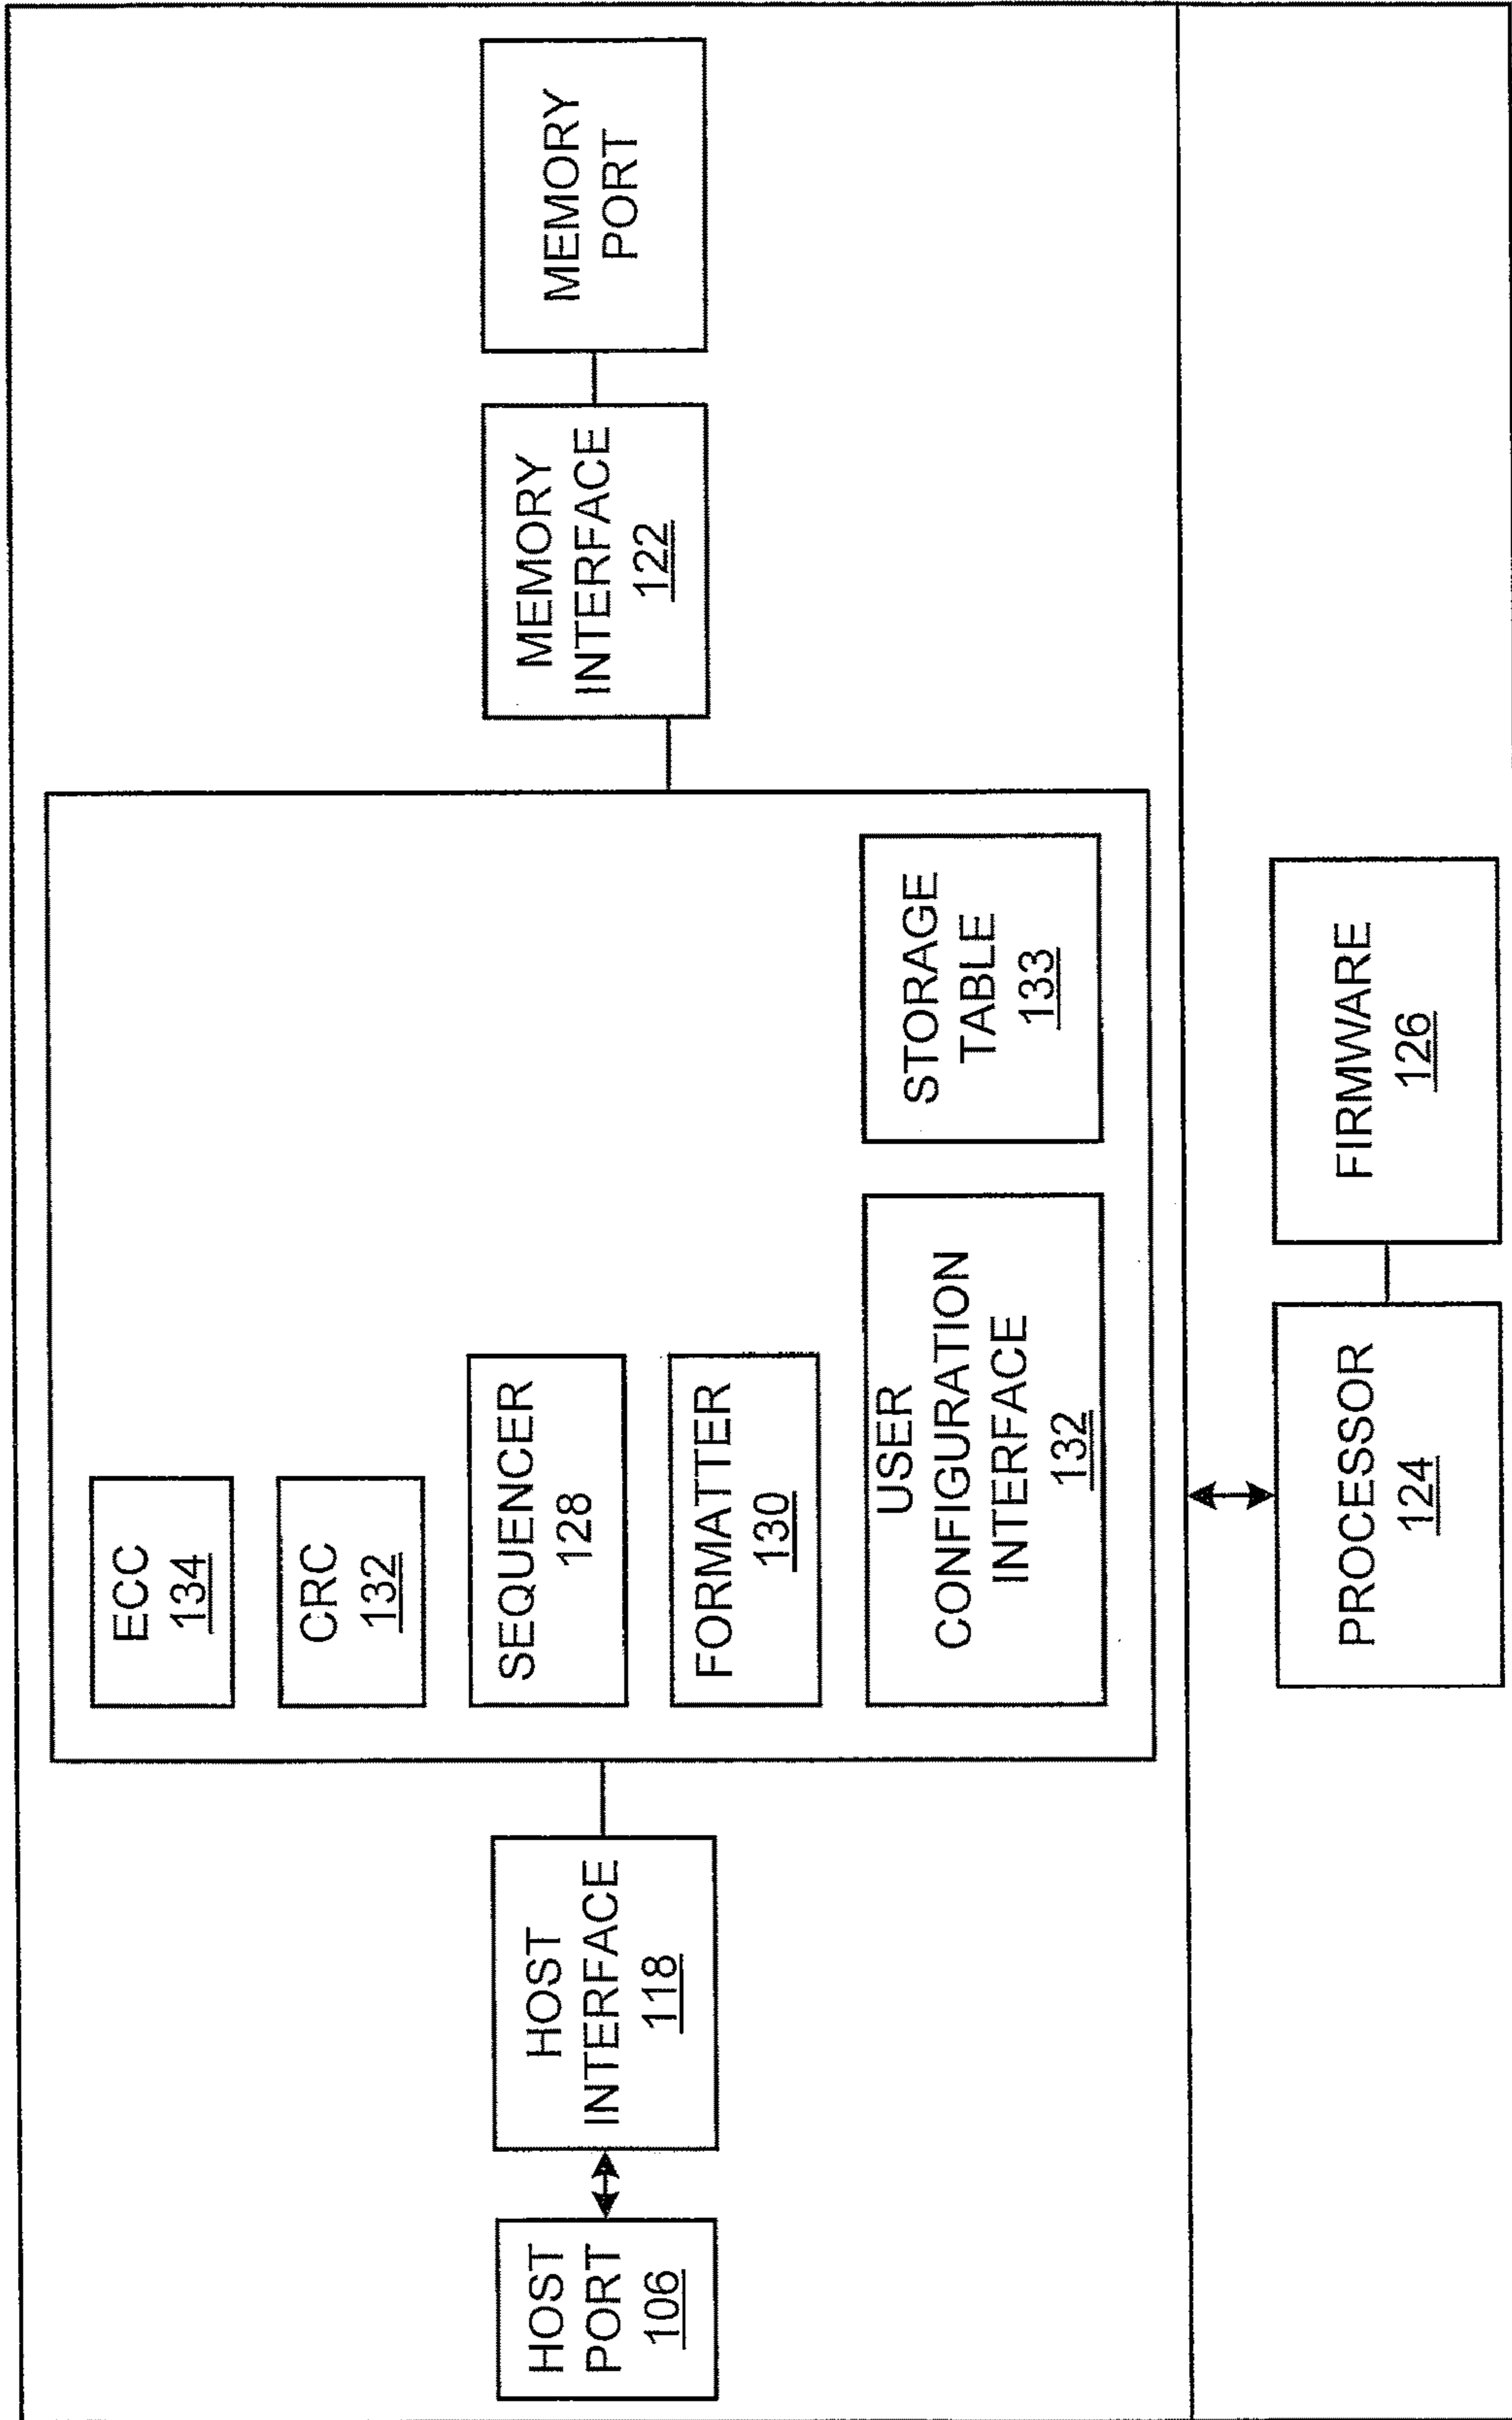 HOST
PORT
106
HOST
INTERFACE
118
ECC
134
CRC
132
SEQUENCER
128
FORMATTER
130
USER
CONFIGURATION
INTERFACE
132
STORAGE
TABLE
133
MEMORY
INTERFACE
122
MEMORY
PORT
PROCESSOR
124
FIRMWARE
126